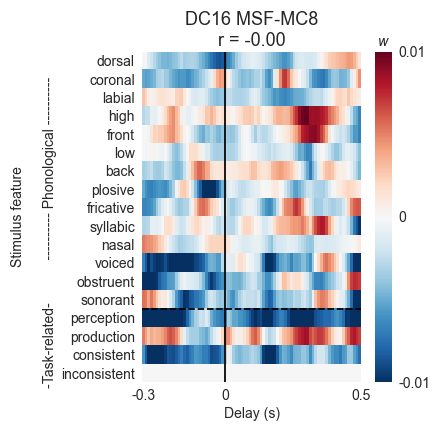 DC16 MSF-MC8
r = -0.00
w
dorsal
coronal
labial
high
front
low
back
plosive
fricative
syllabic
nasal
voiced
obstruent
sonorant
perception
production
consistent
inconsistent
Stimulus feature
-Task-related- ------ Phonological ----------
0.01
0
-0.01
-0.3 0 0.5
Delay (s)